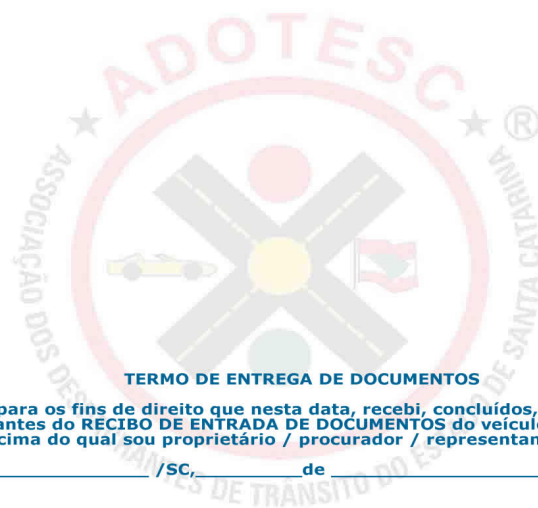 ADOTESC
®
ASSOCIAÇÃO DOS DESPACHANTES DE TRÂNSITO DO ESTADO DE SANTA CATARINA
TERMO DE ENTREGA DE DOCUMENTOS
para os fins de direito que nesta data, recebi, concluídos,
antes do RECIBO DE ENTRADA DE DOCUMENTOS do veícul
cima do qual sou proprietário / procurador / representan
/SC, de